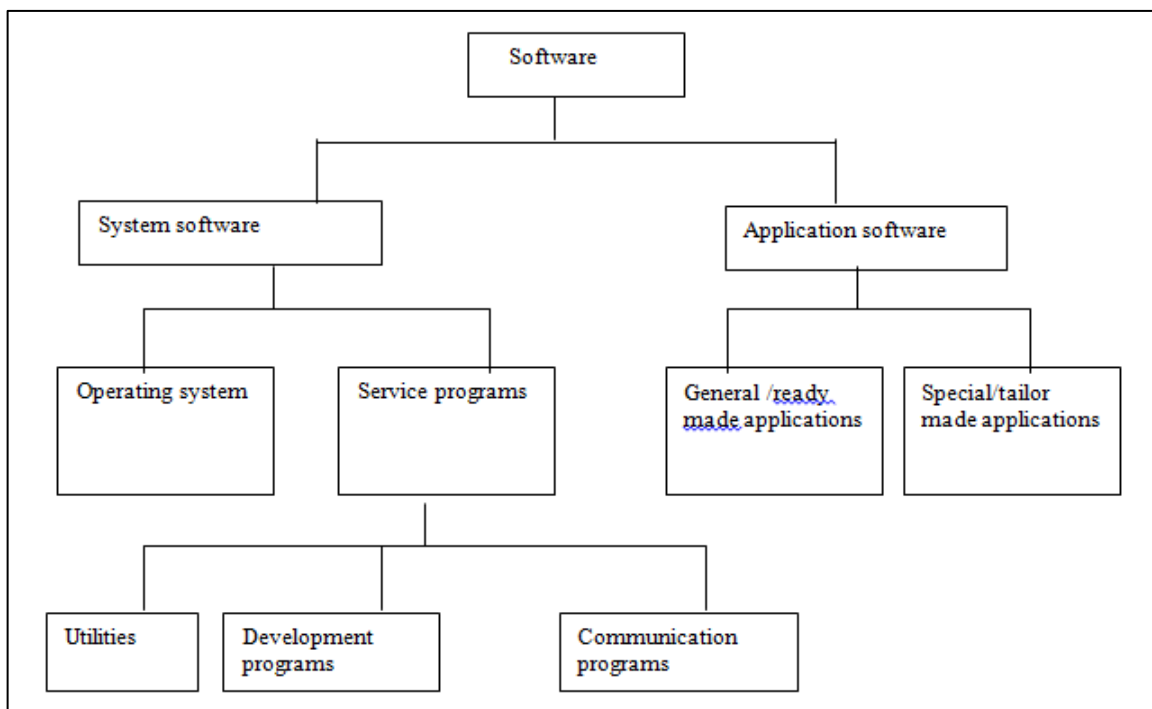 Software
System software
Application software
Operating system
Service programs
General /ready
made applications
Special/tailor
made applications
Utilities
Development
programs
Communication
programs